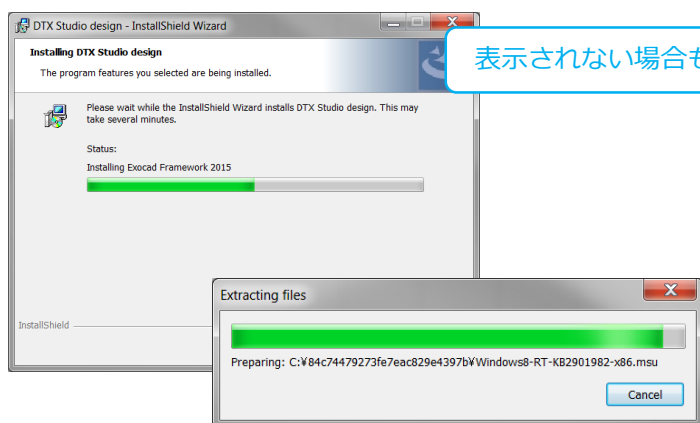 DTX Studio design - InstallShield Wizard
表示されない場合も
Installing DTX Studio design
The program features you selected are being installed.
Please wait while the InstallShield Wizard installs DTX Studio design. This may
take several minutes.
Status:
Installing Exocad Framework 2015
Extracting files
InstallShield
Preparing: C:¥84c74479273fe7eac829e4397b¥Windows8-RT-KB2901982-x86.msu
Cancel